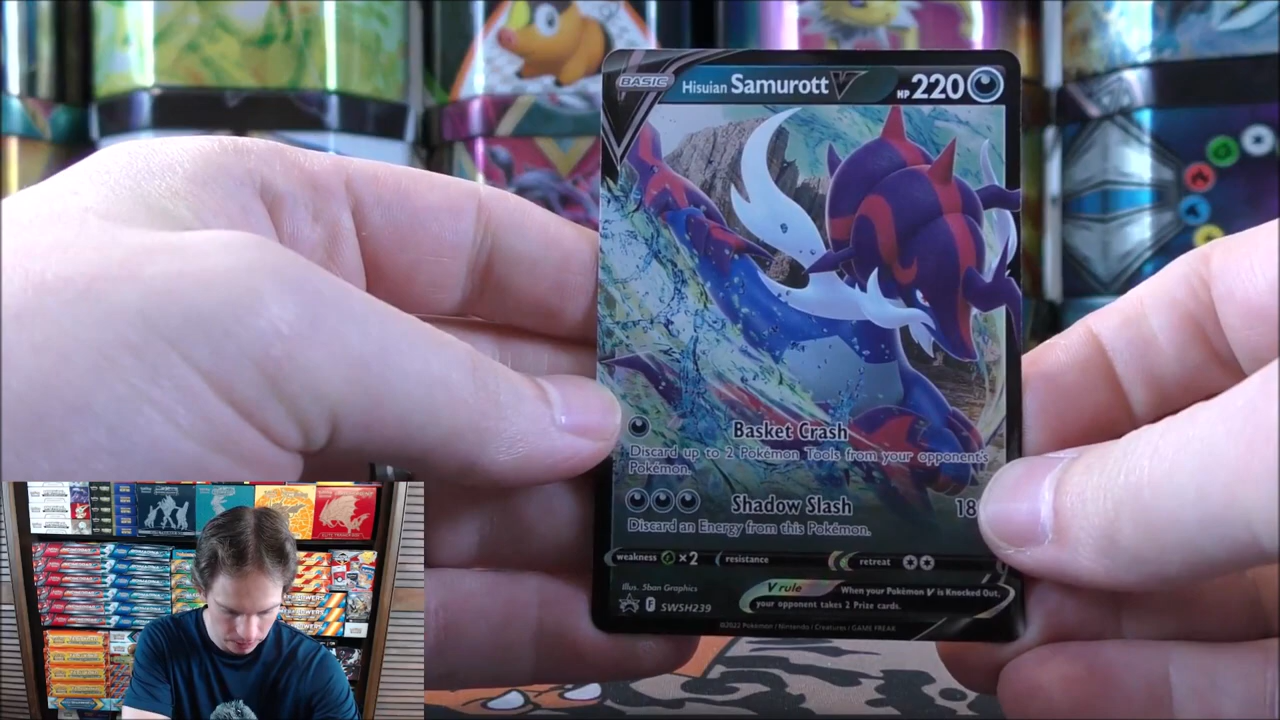 BASIC Hisuian Samurott V HP 220
Basket Crash
Discard up to 2 Pokémon Tools from your opponent's
Pokémon.
Shadow Slash 18
Discard an Energy from this Pokémon.
weakness ×2 resistance retreat
Illus. 5ban Graphics
V rule When your Pokémon V is Knocked Out,
your opponent takes 2 Prize cards.
F SWSH239
©2022 Pokémon / Nintendo / Creatures / GAME FREAK